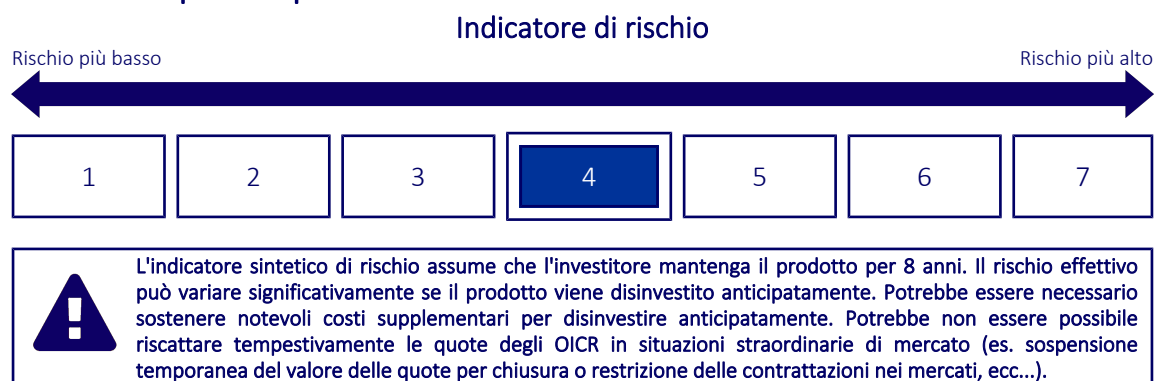 Indicatore di rischio
Rischio più basso
Rischio più alto
1 2 3 4 5 6 7
L'indicatore sintetico di rischio assume che l'investitore mantenga il prodotto per 8 anni. Il rischio effettivo
può variare significativamente se il prodotto viene disinvestito anticipatamente. Potrebbe essere necessario
sostenere notevoli costi supplementari per disinvestire anticipatamente. Potrebbe non essere possibile
riscattare tempestivamente le quote degli OICR in situazioni straordinarie di mercato (es. sospensione
temporanea del valore delle quote per chiusura o restrizione delle contrattazioni nei mercati, ecc...).